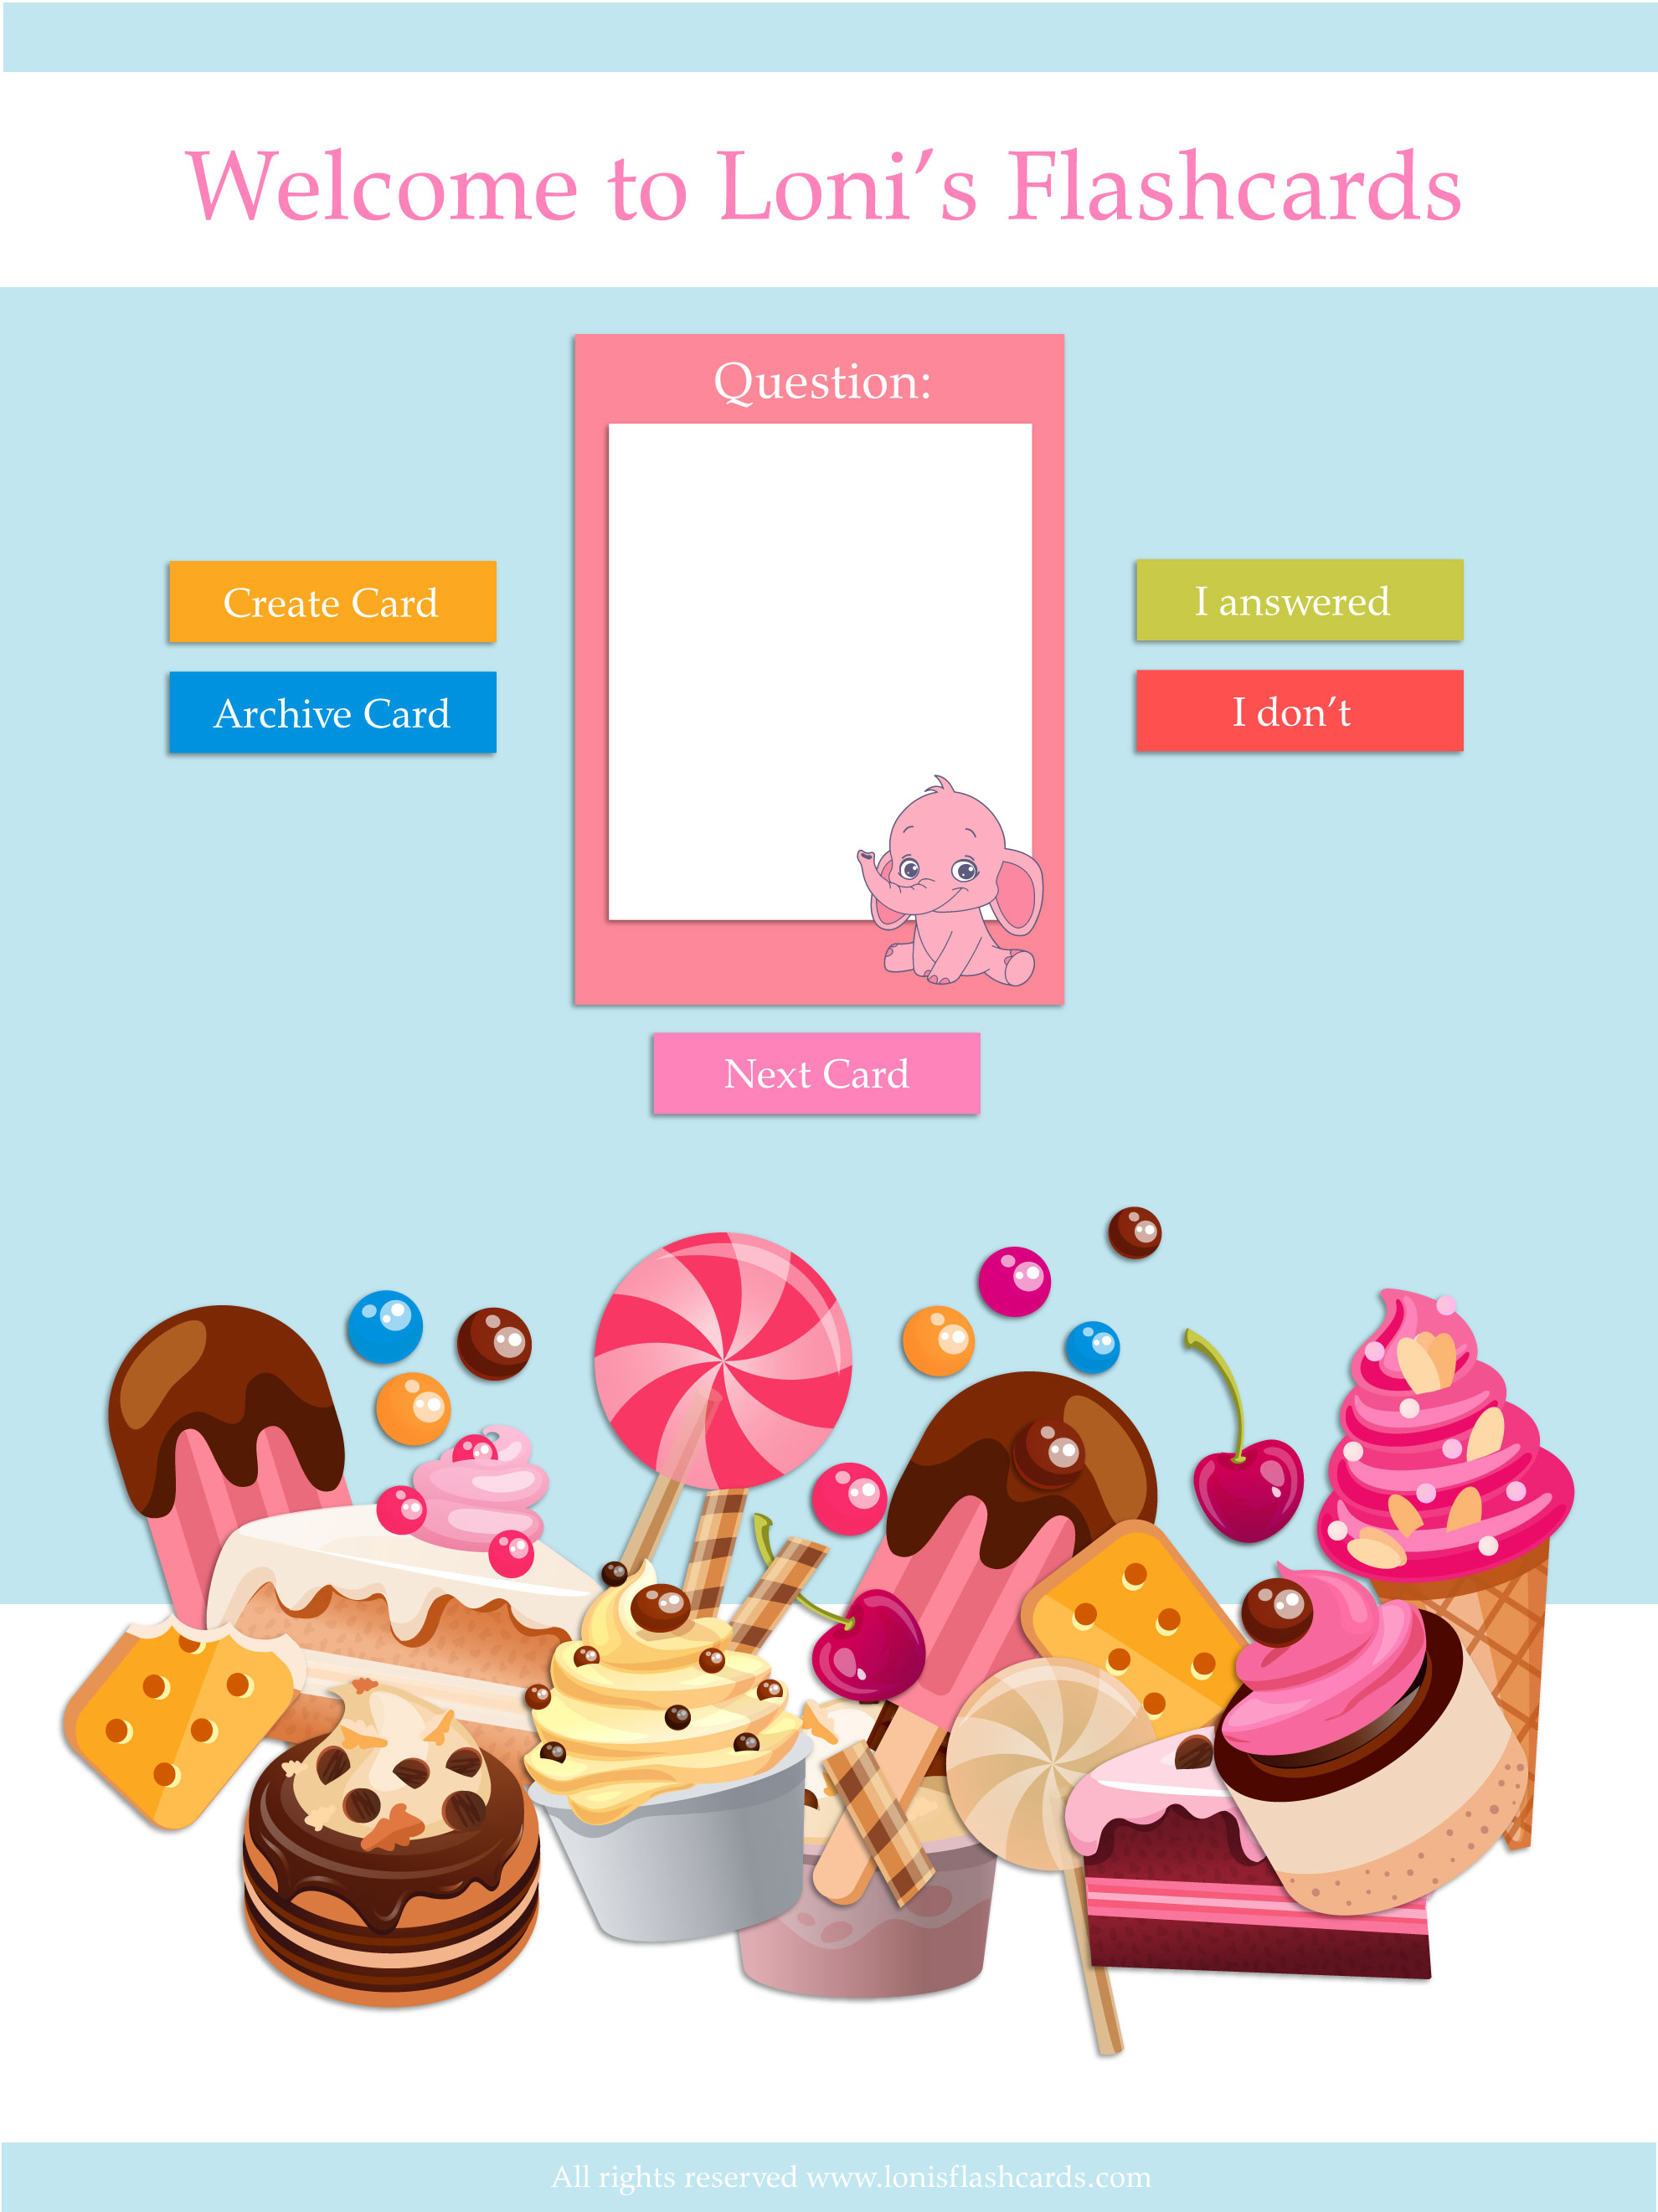 Welcome to Loni’s Flashcards
Question:
Create Card
Archive Card
I answered
I don’t
Next Card
All rights reserved www.lonisflashcards.com